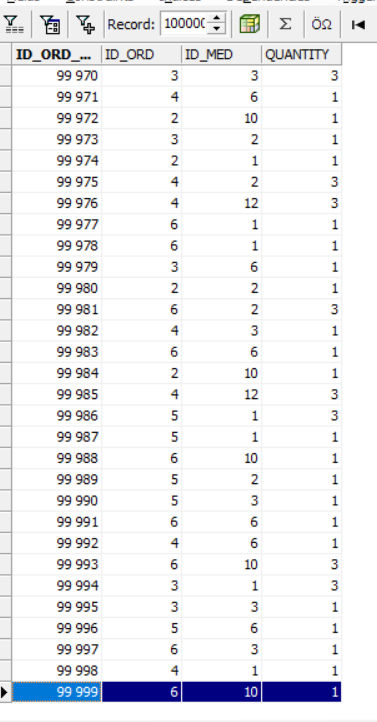 Record: 10000
Σ ÖΩ
ID_ORD_... ID_ORD ID_MED QUANTITY
99 970 3 3 3
99 971 4 6 1
99 972 2 10 1
99 973 3 2 1
99 974 2 1 1
99 975 4 2 3
99 976 4 12 3
99 977 6 1 1
99 978 6 1 1
99 979 3 6 1
99 980 2 2 1
99 981 6 2 3
99 982 4 3 1
99 983 6 6 1
99 984 2 10 1
99 985 4 12 3
99 986 5 1 3
99 987 5 1 1
99 988 6 10 1
99 989 5 2 1
99 990 5 3 1
99 991 6 6 1
99 992 4 6 1
99 993 6 10 3
99 994 3 1 3
99 995 3 3 1
99 996 5 6 1
99 997 6 3 1
99 998 4 1 1
99 999 6 10 1